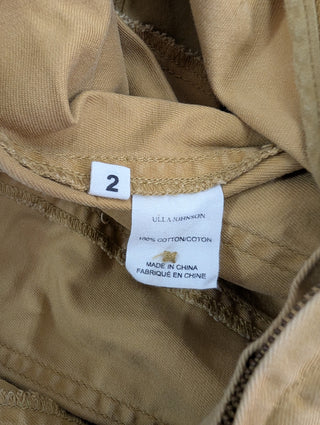 2
ULLA JOHNSON
100% COTTON/COTON
MADE IN CHINA
FABRIQUÉ EN CHINE